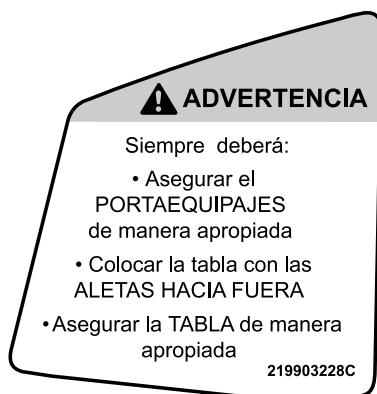 ADVERTENCIA
Siempre deberá:
• Asegurar el
PORTAEQUIPAJES
de manera apropiada
• Colocar la tabla con las
ALETAS HACIA FUERA
• Asegurar la TABLA de manera
apropiada
219903228C